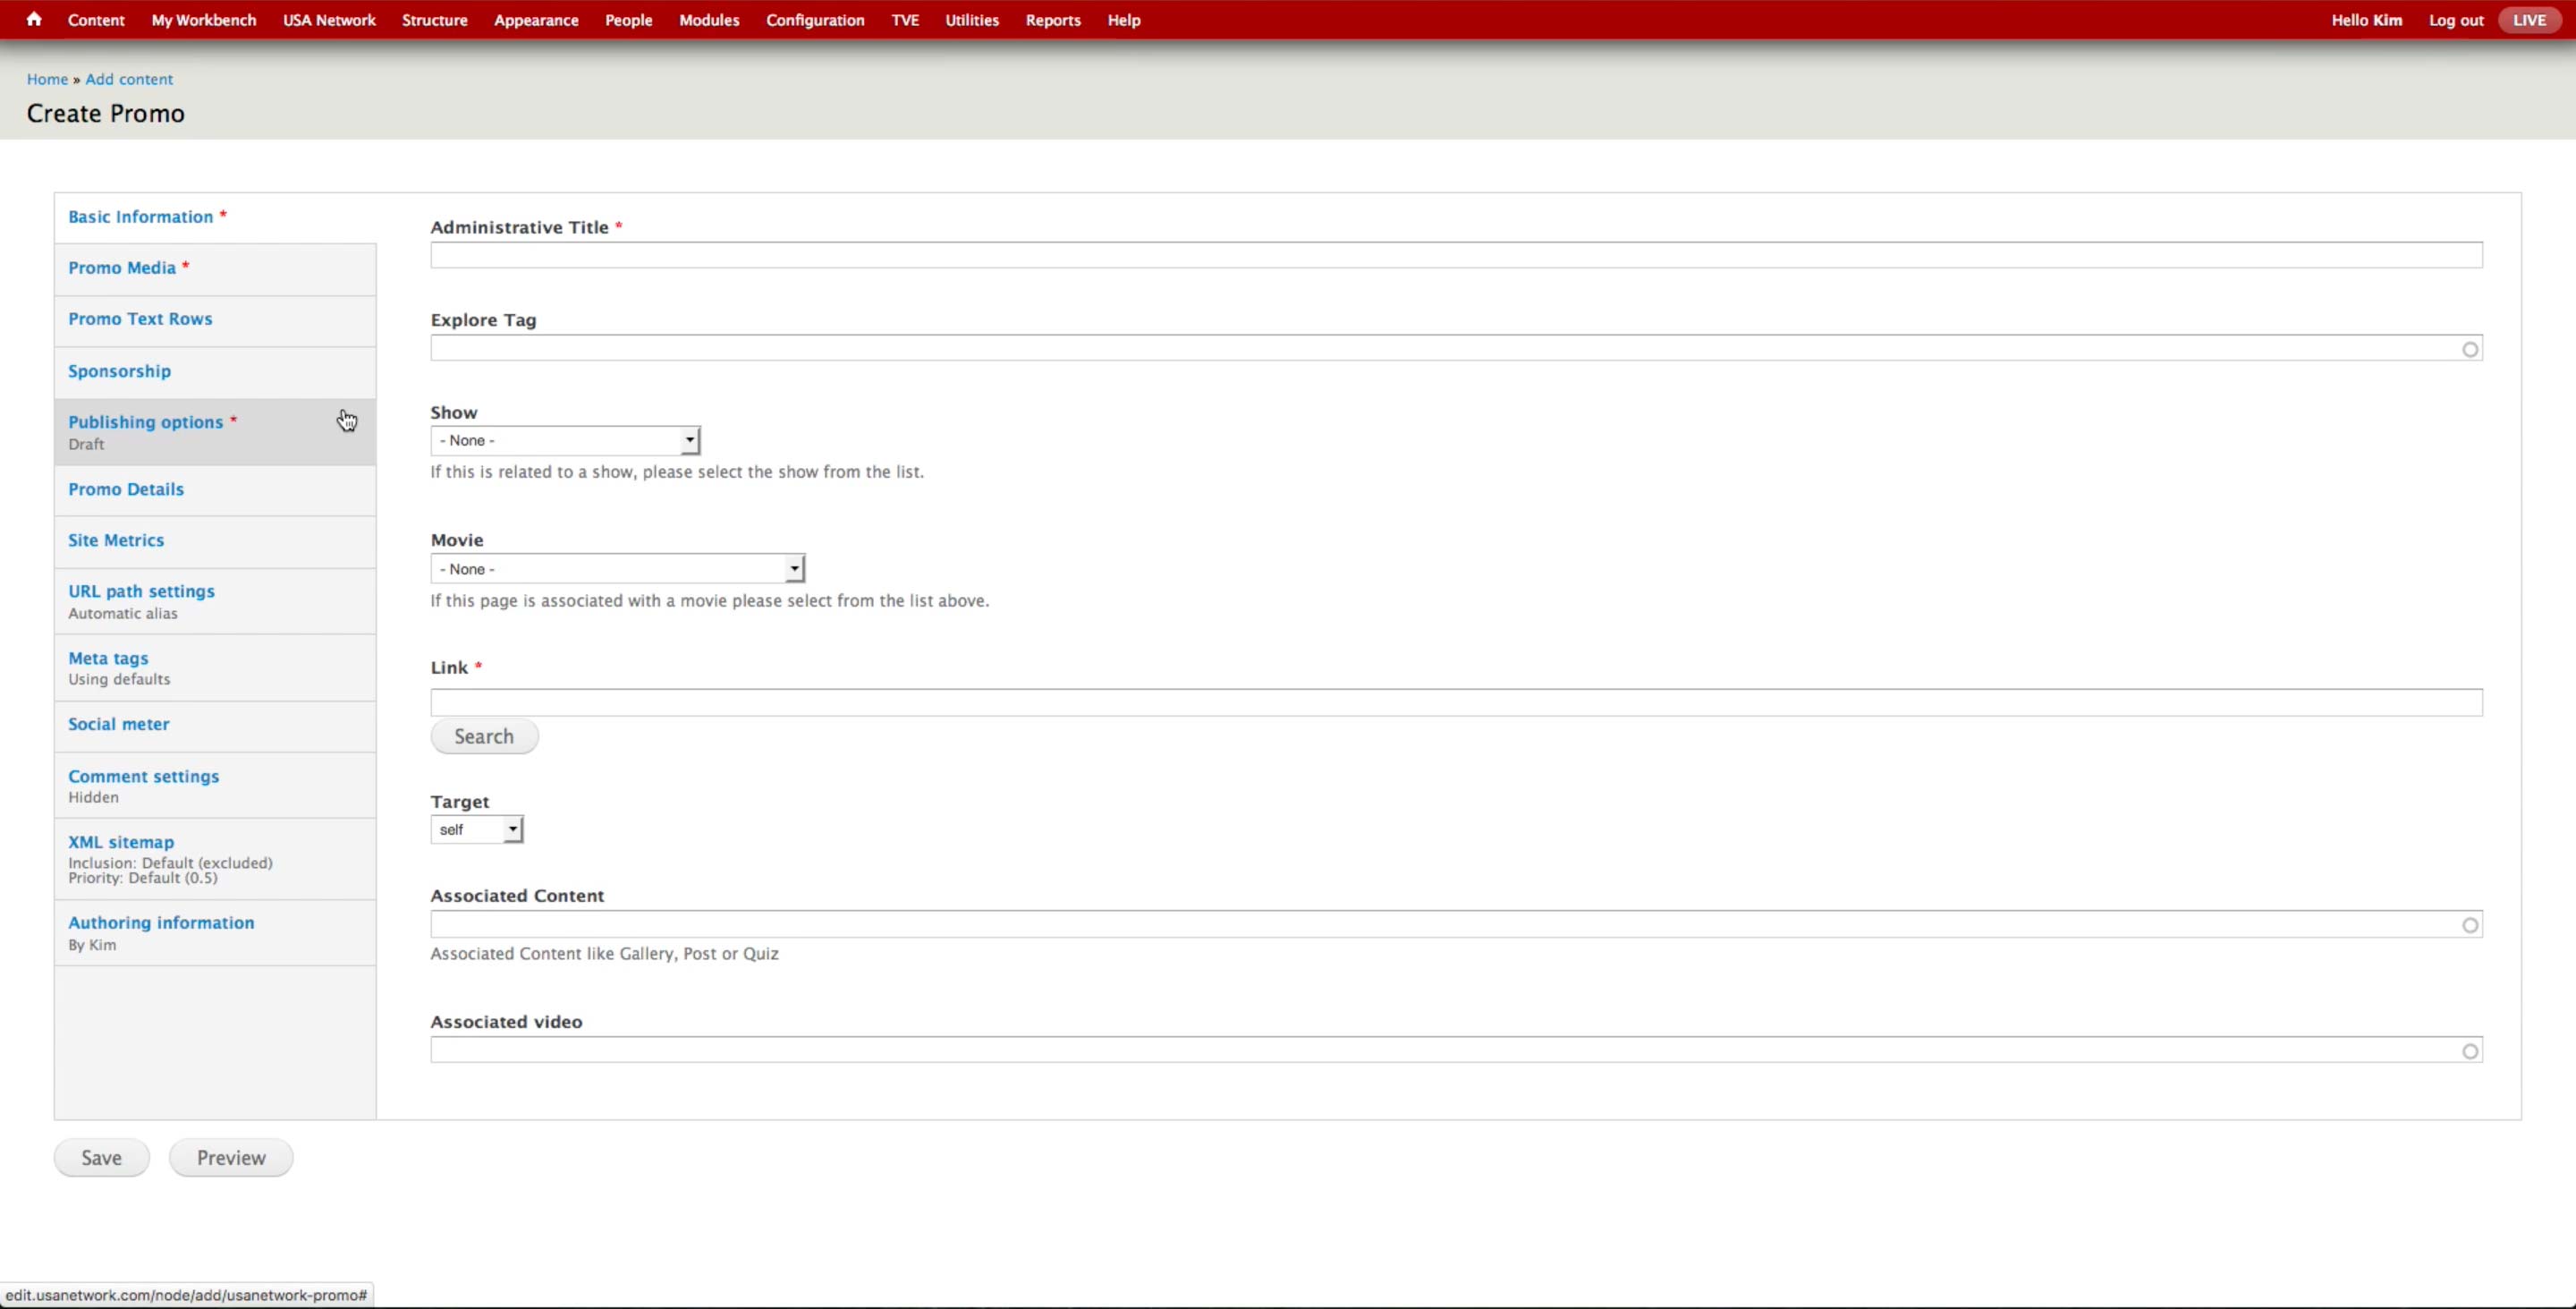 Content My Workbench USA Network Structure Appearance People Modules Configuration TVE Utilities Reports Help Hello Kim Log out LIVE
Home » Add content
Create Promo
Basic Information *
Promo Media *
Promo Text Rows
Sponsorship
Publishing options *
Draft
Promo Details
Site Metrics
URL path settings
Automatic alias
Meta tags
Using defaults
Social meter
Comment settings
Hidden
XML sitemap
Inclusion: Default (excluded)
Priority: Default (0.5)
Authoring information
By Kim
Administrative Title *
Explore Tag
Show
- None -
If this is related to a show, please select the show from the list.
Movie
- None -
If this page is associated with a movie please select from the list above.
Link *
Search
Target
self
Associated Content
Associated Content like Gallery, Post or Quiz
Associated video
Save Preview
edit.usanetwork.com/node/add/usanetwork-promo#